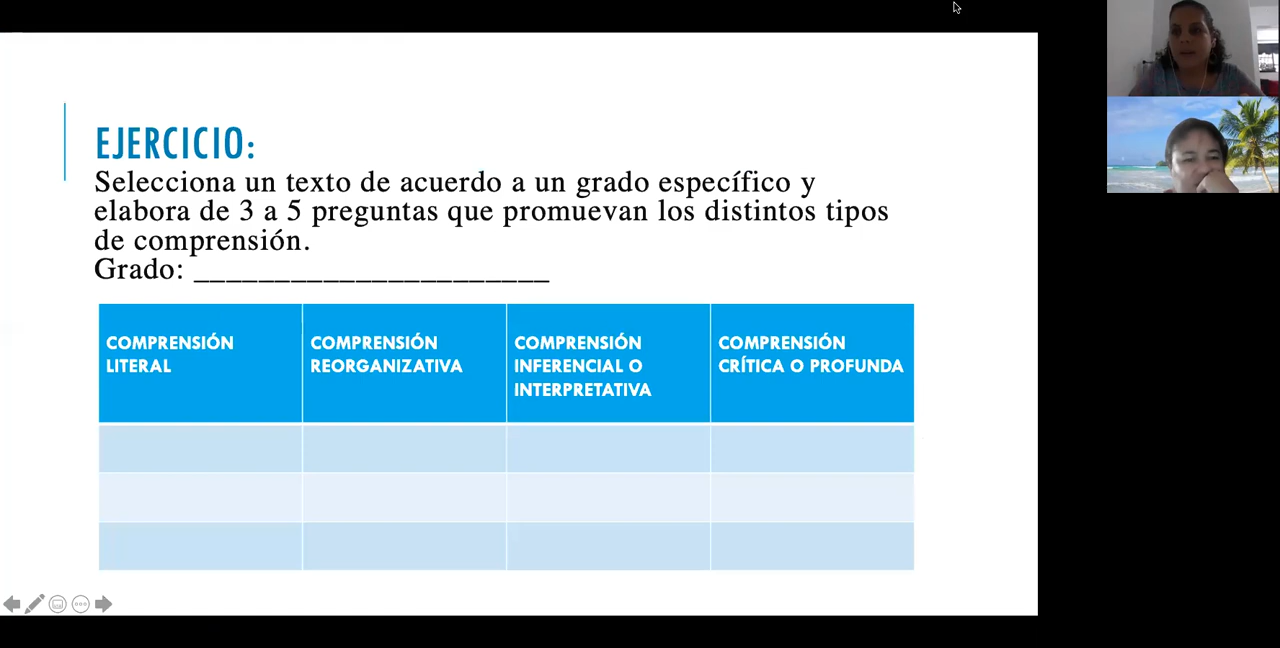 EJERCICIO:
Selecciona un texto de acuerdo a un grado específico y
elabora de 3 a 5 preguntas que promuevan los distintos tipos
de comprensión.
Grado: ______________________
COMPRENSIÓN
LITERAL
COMPRENSIÓN
REORGANIZATIVA
COMPRENSIÓN
INFERENCIAL O
INTERPRETATIVA
COMPRENSIÓN
CRÍTICA O PROFUNDA